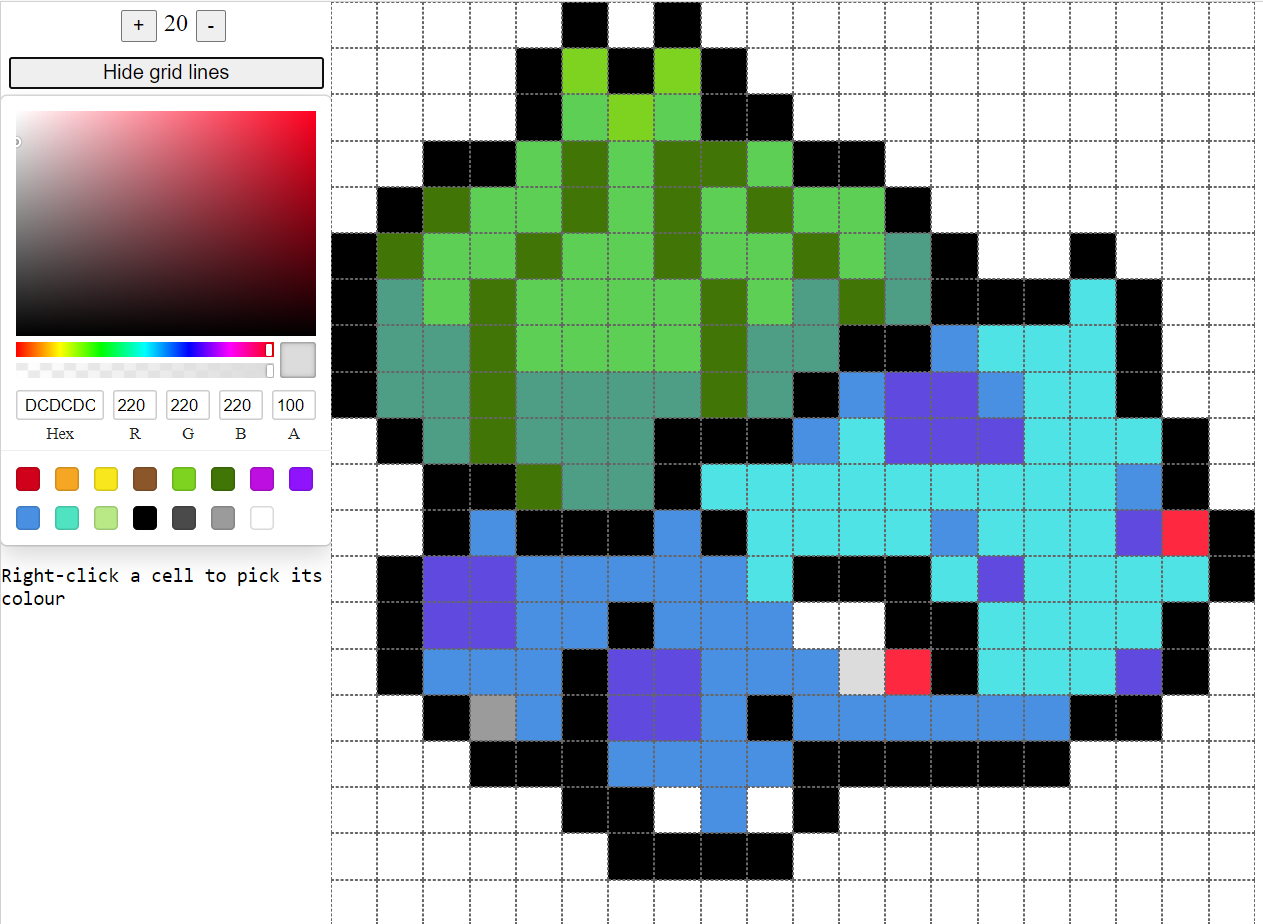 + 20 -
Hide grid lines
DCDCDC 220 220 220 100
Hex R G B A
Right-click a cell to pick its
colour